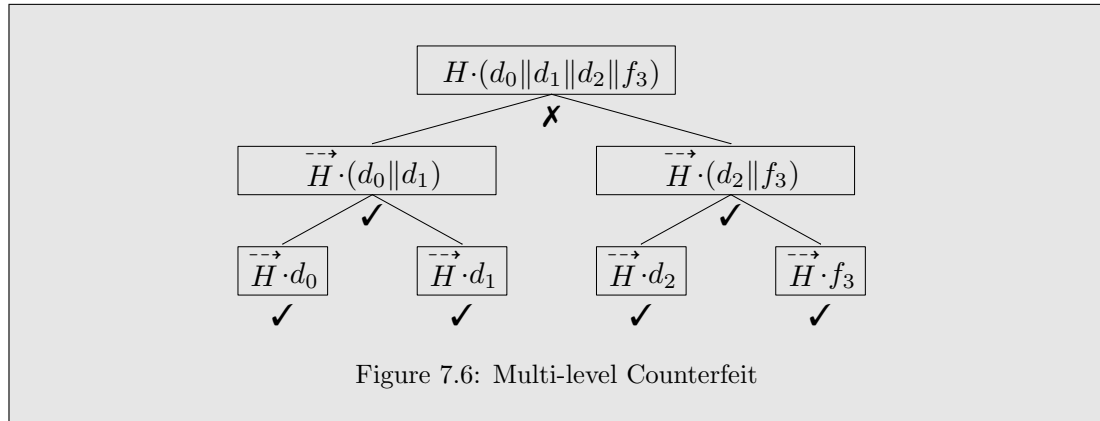 H·(d₀∥d₁∥d₂∥f₃)
✗
H⃗·(d₀∥d₁) H⃗·(d₂∥f₃)
✓ ✓
H⃗·d₀ H⃗·d₁ H⃗·d₂ H⃗·f₃
✓ ✓ ✓ ✓
Figure 7.6: Multi-level Counterfeit